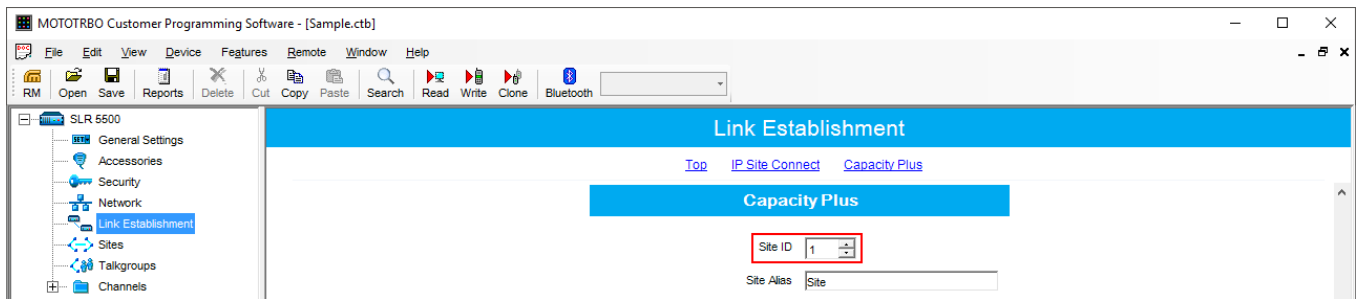 MOTOTRBO Customer Programming Software - [Sample.ctb]
File Edit View Device Features Remote Window Help
RM Open Save Reports Delete Cut Copy Paste Search Read Write Clone Bluetooth
SLR 5500
Link Establishment
General Settings
Accessories
Top IP Site Connect Capacity Plus
Security
Network
Capacity Plus
Link Establishment
Sites
Site ID 1
Talkgroups
Channels
Site Alias Site